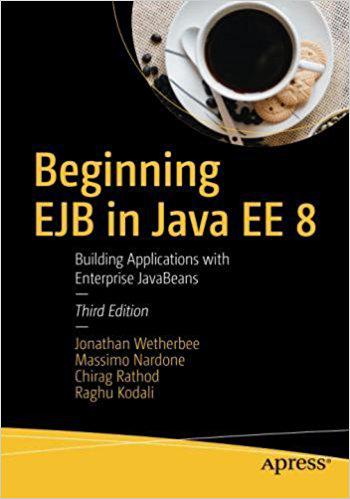 Beginning
EJB in Java EE 8
Building Applications with
Enterprise JavaBeans
—
Third Edition
—
Jonathan Wetherbee
Massimo Nardone
Chirag Rathod
Raghu Kodali
Apress®